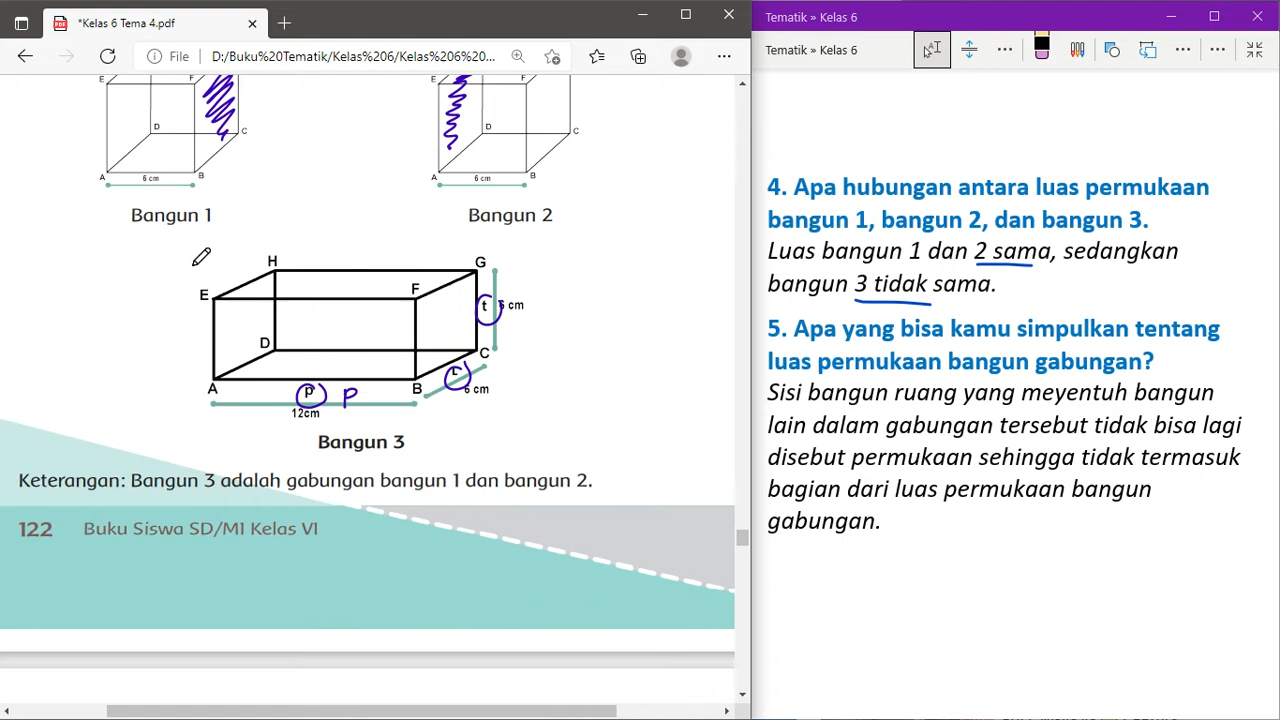 *Kelas 6 Tema 4.pdf
File
D:/Buku%20Tematik/Kelas%206/Kelas%206%20...
Tematik » Kelas 6
Tematik » Kelas 6
E F E F
D C D C
A 6 cm B A 6 cm B
Bangun 1 Bangun 2
H G
E F
t 6 cm
D C
A B
p P 6 cm
12cm
Bangun 3
Keterangan: Bangun 3 adalah gabungan bangun 1 dan bangun 2.
122 Buku Siswa SD/MI Kelas VI
4. Apa hubungan antara luas permukaan
bangun 1, bangun 2, dan bangun 3.
Luas bangun 1 dan 2 sama, sedangkan
bangun 3 tidak sama.
5. Apa yang bisa kamu simpulkan tentang
luas permukaan bangun gabungan?
Sisi bangun ruang yang meyentuh bangun
lain dalam gabungan tersebut tidak bisa lagi
disebut permukaan sehingga tidak termasuk
bagian dari luas permukaan bangun
gabungan.